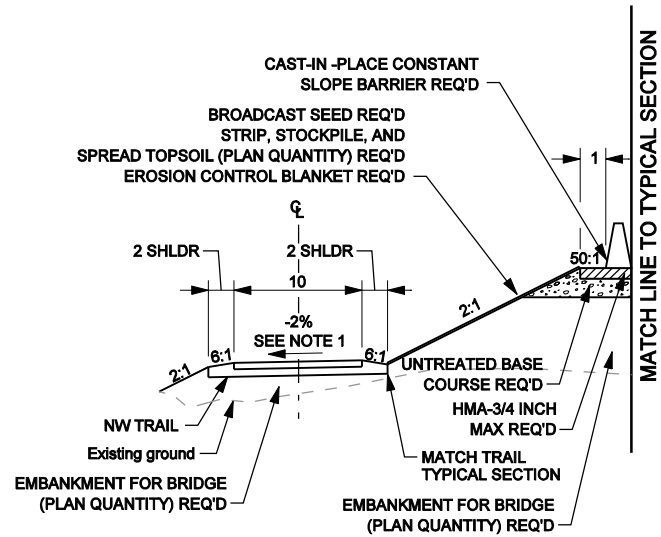 CAST-IN -PLACE CONSTANT
SLOPE BARRIER REQ'D
BROADCAST SEED REQ'D
STRIP, STOCKPILE, AND
SPREAD TOPSOIL (PLAN QUANTITY) REQ'D
EROSION CONTROL BLANKET REQ'D
MATCH LINE TO TYPICAL SECTION
1
℄
2 SHLDR
2 SHLDR
10
50:1
-2%
SEE NOTE 1
2:1
2:1
6:1
6:1
UNTREATED BASE
COURSE REQ'D
HMA-3/4 INCH
MAX REQ'D
NW TRAIL
Existing ground
MATCH TRAIL
TYPICAL SECTION
EMBANKMENT FOR BRIDGE
(PLAN QUANTITY) REQ'D
EMBANKMENT FOR BRIDGE
(PLAN QUANTITY) REQ'D